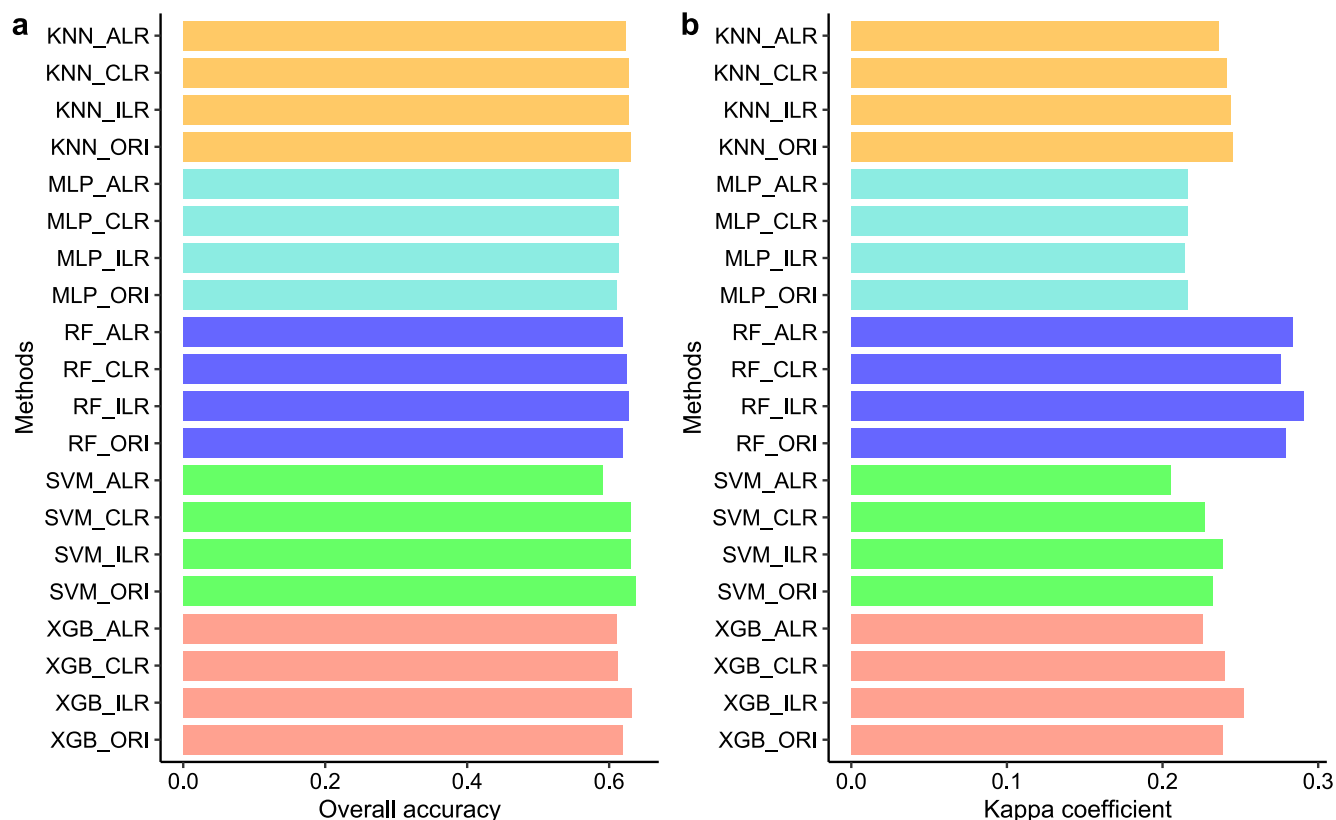 a
KNN_ALR
KNN_CLR
KNN_ILR
KNN_ORI
MLP_ALR
MLP_CLR
MLP_ILR
MLP_ORI
RF_ALR
RF_CLR
RF_ILR
RF_ORI
SVM_ALR
SVM_CLR
SVM_ILR
SVM_ORI
XGB_ALR
XGB_CLR
XGB_ILR
XGB_ORI
Methods
0.0 0.2 0.4 0.6
Overall accuracy
b
KNN_ALR
KNN_CLR
KNN_ILR
KNN_ORI
MLP_ALR
MLP_CLR
MLP_ILR
MLP_ORI
RF_ALR
RF_CLR
RF_ILR
RF_ORI
SVM_ALR
SVM_CLR
SVM_ILR
SVM_ORI
XGB_ALR
XGB_CLR
XGB_ILR
XGB_ORI
Methods
0.0 0.1 0.2 0.3
Kappa coefficient